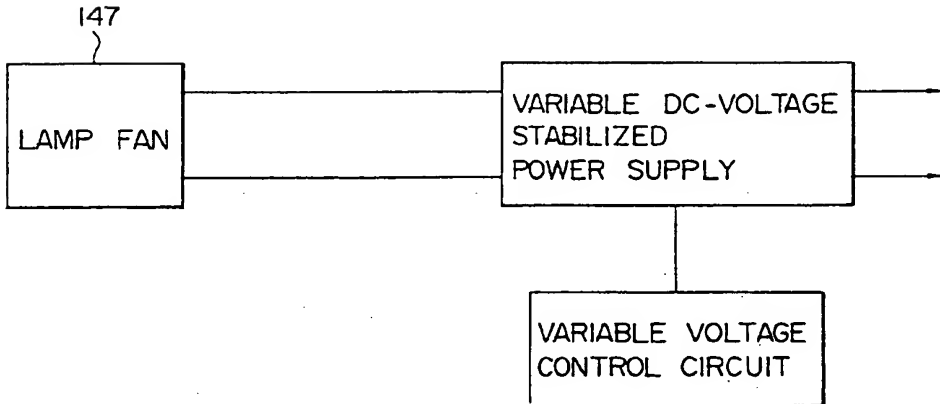 147
LAMP FAN
VARIABLE DC-VOLTAGE
STABILIZED
POWER SUPPLY
VARIABLE VOLTAGE
CONTROL CIRCUIT